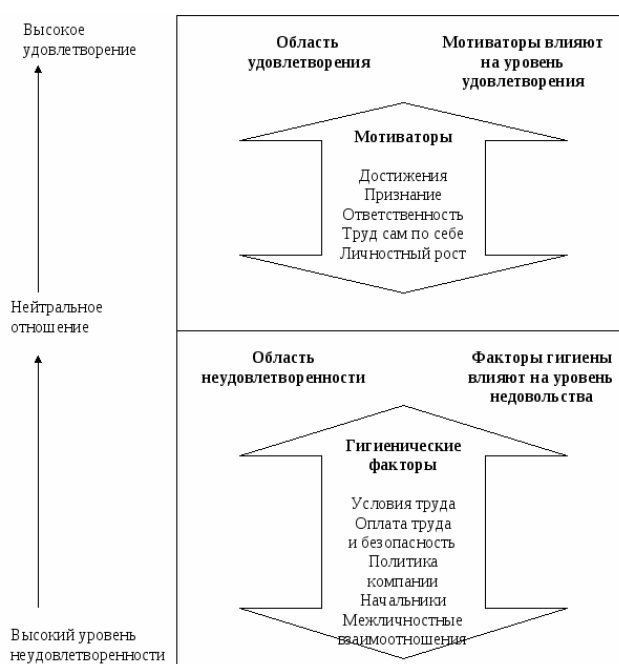 Высокое
удовлетворение
Область
удовлетворения
Мотиваторы влияют
на уровень
удовлетворения
Мотиваторы
Достижения
Признание
Ответственность
Труд сам по себе
Личностный рост
Нейтральное
отношение
Область
неудовлетворенности
Факторы гигиены
влияют на уровень
недовольства
Гигиенические
факторы
Условия труда
Оплата труда
и безопасность
Политика
компании
Начальники
Межличностные
взаимоотношения
Высокий уровень
неудовлетворенности